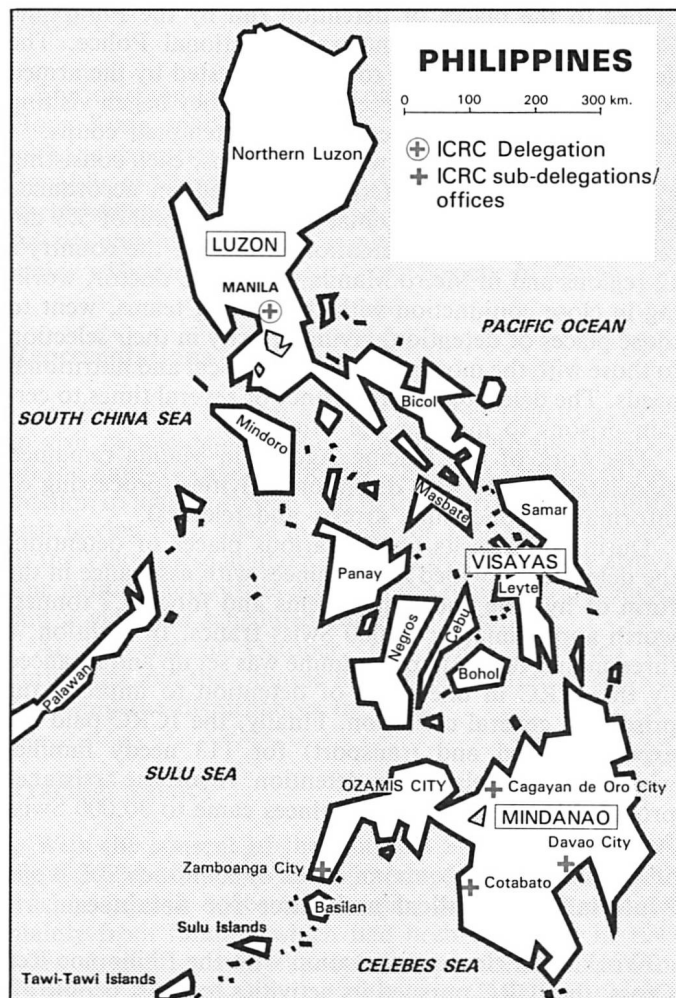 PHILIPPINES
0 100 200 300 km.
ICRC Delegation
ICRC sub-delegations/
offices
Northern Luzon
LUZON
MANILA
PACIFIC OCEAN
Bicol
SOUTH CHINA SEA
Mindoro
Masbate
Samar
VISAYAS
Panay
Leyte
Cebu
Negros
Bohol
Palawan
SULU SEA
OZAMIS CITY
Cagayan de Oro City
MINDANAO
Davao City
Zamboanga City
Cotabato
Basilan
Sulu Islands
CELEBES SEA
Tawi-Tawi Islands